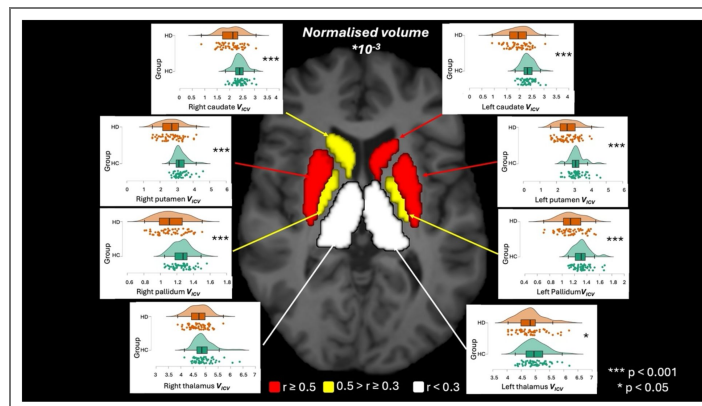 Normalised volume
*10⁻³
Group
HD
HC
***
0 0.5 1 1.5 2 2.5 3 3.5 4
Right caudate V_ICV
Group
HD
HC
***
0 0.5 1 1.5 2 2.5 3 3.5 4
Left caudate V_ICV
Group
HD
HC
***
0 1 2 3 4 5 6
Right putamen V_ICV
Group
HD
HC
***
0 1 2 3 4 5 6
Left putamen V_ICV
Group
HD
HC
***
0.6 0.8 1 1.2 1.4 1.6 1.8
Right pallidum V_ICV
Group
HD
HC
***
0.4 0.6 0.8 1 1.2 1.4 1.6 1.8 2
Left Pallidum V_ICV
Group
HD
HC
3 3.5 4 4.5 5 5.5 6 6.5 7
Right thalamus V_ICV
Group
HD
HC
*
3.5 4 4.5 5 5.5 6 6.5 7
Left thalamus V_ICV
r ≥ 0.5
0.5 > r ≥ 0.3
r < 0.3
*** p < 0.001
* p < 0.05